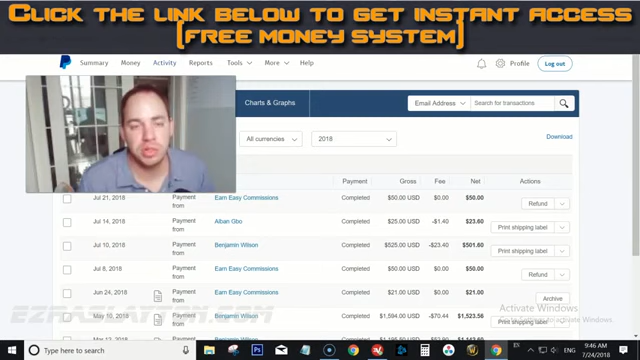 Click the link below to get instant access
(free money system)
Summary Money Activity Reports Tools More Help Profile Log out
Charts & Graphs Email Address Search for transactions
All currencies 2018 Download
Payment Gross Fee Net Actions
Jul 21, 2018 Payment from Earn Easy Commissions Completed $50.00 USD $0.00 $50.00 Refund
Jul 14, 2018 Payment from Aiban Gbo Completed $25.00 USD -$1.40 $23.60 Print shipping label
Jul 10, 2018 Payment from Benjamin Wilson Completed $525.00 USD -$23.40 $501.60 Print shipping label
Jul 8, 2018 Payment from Earn Easy Commissions Completed $50.00 USD $0.00 $50.00 Refund
Jun 24, 2018 Payment from Earn Easy Commissions Completed $21.00 USD $0.00 $21.00 Archive
Activate Windows
EZRACLAYTON.COM
May 10, 2018 Payment from Benjamin Wilson Completed $1,594.00 USD -$70.44 $1,523.56 Print shipping label
2018 Payment
Type here to search ES ENG 9:46 AM
7/24/2018